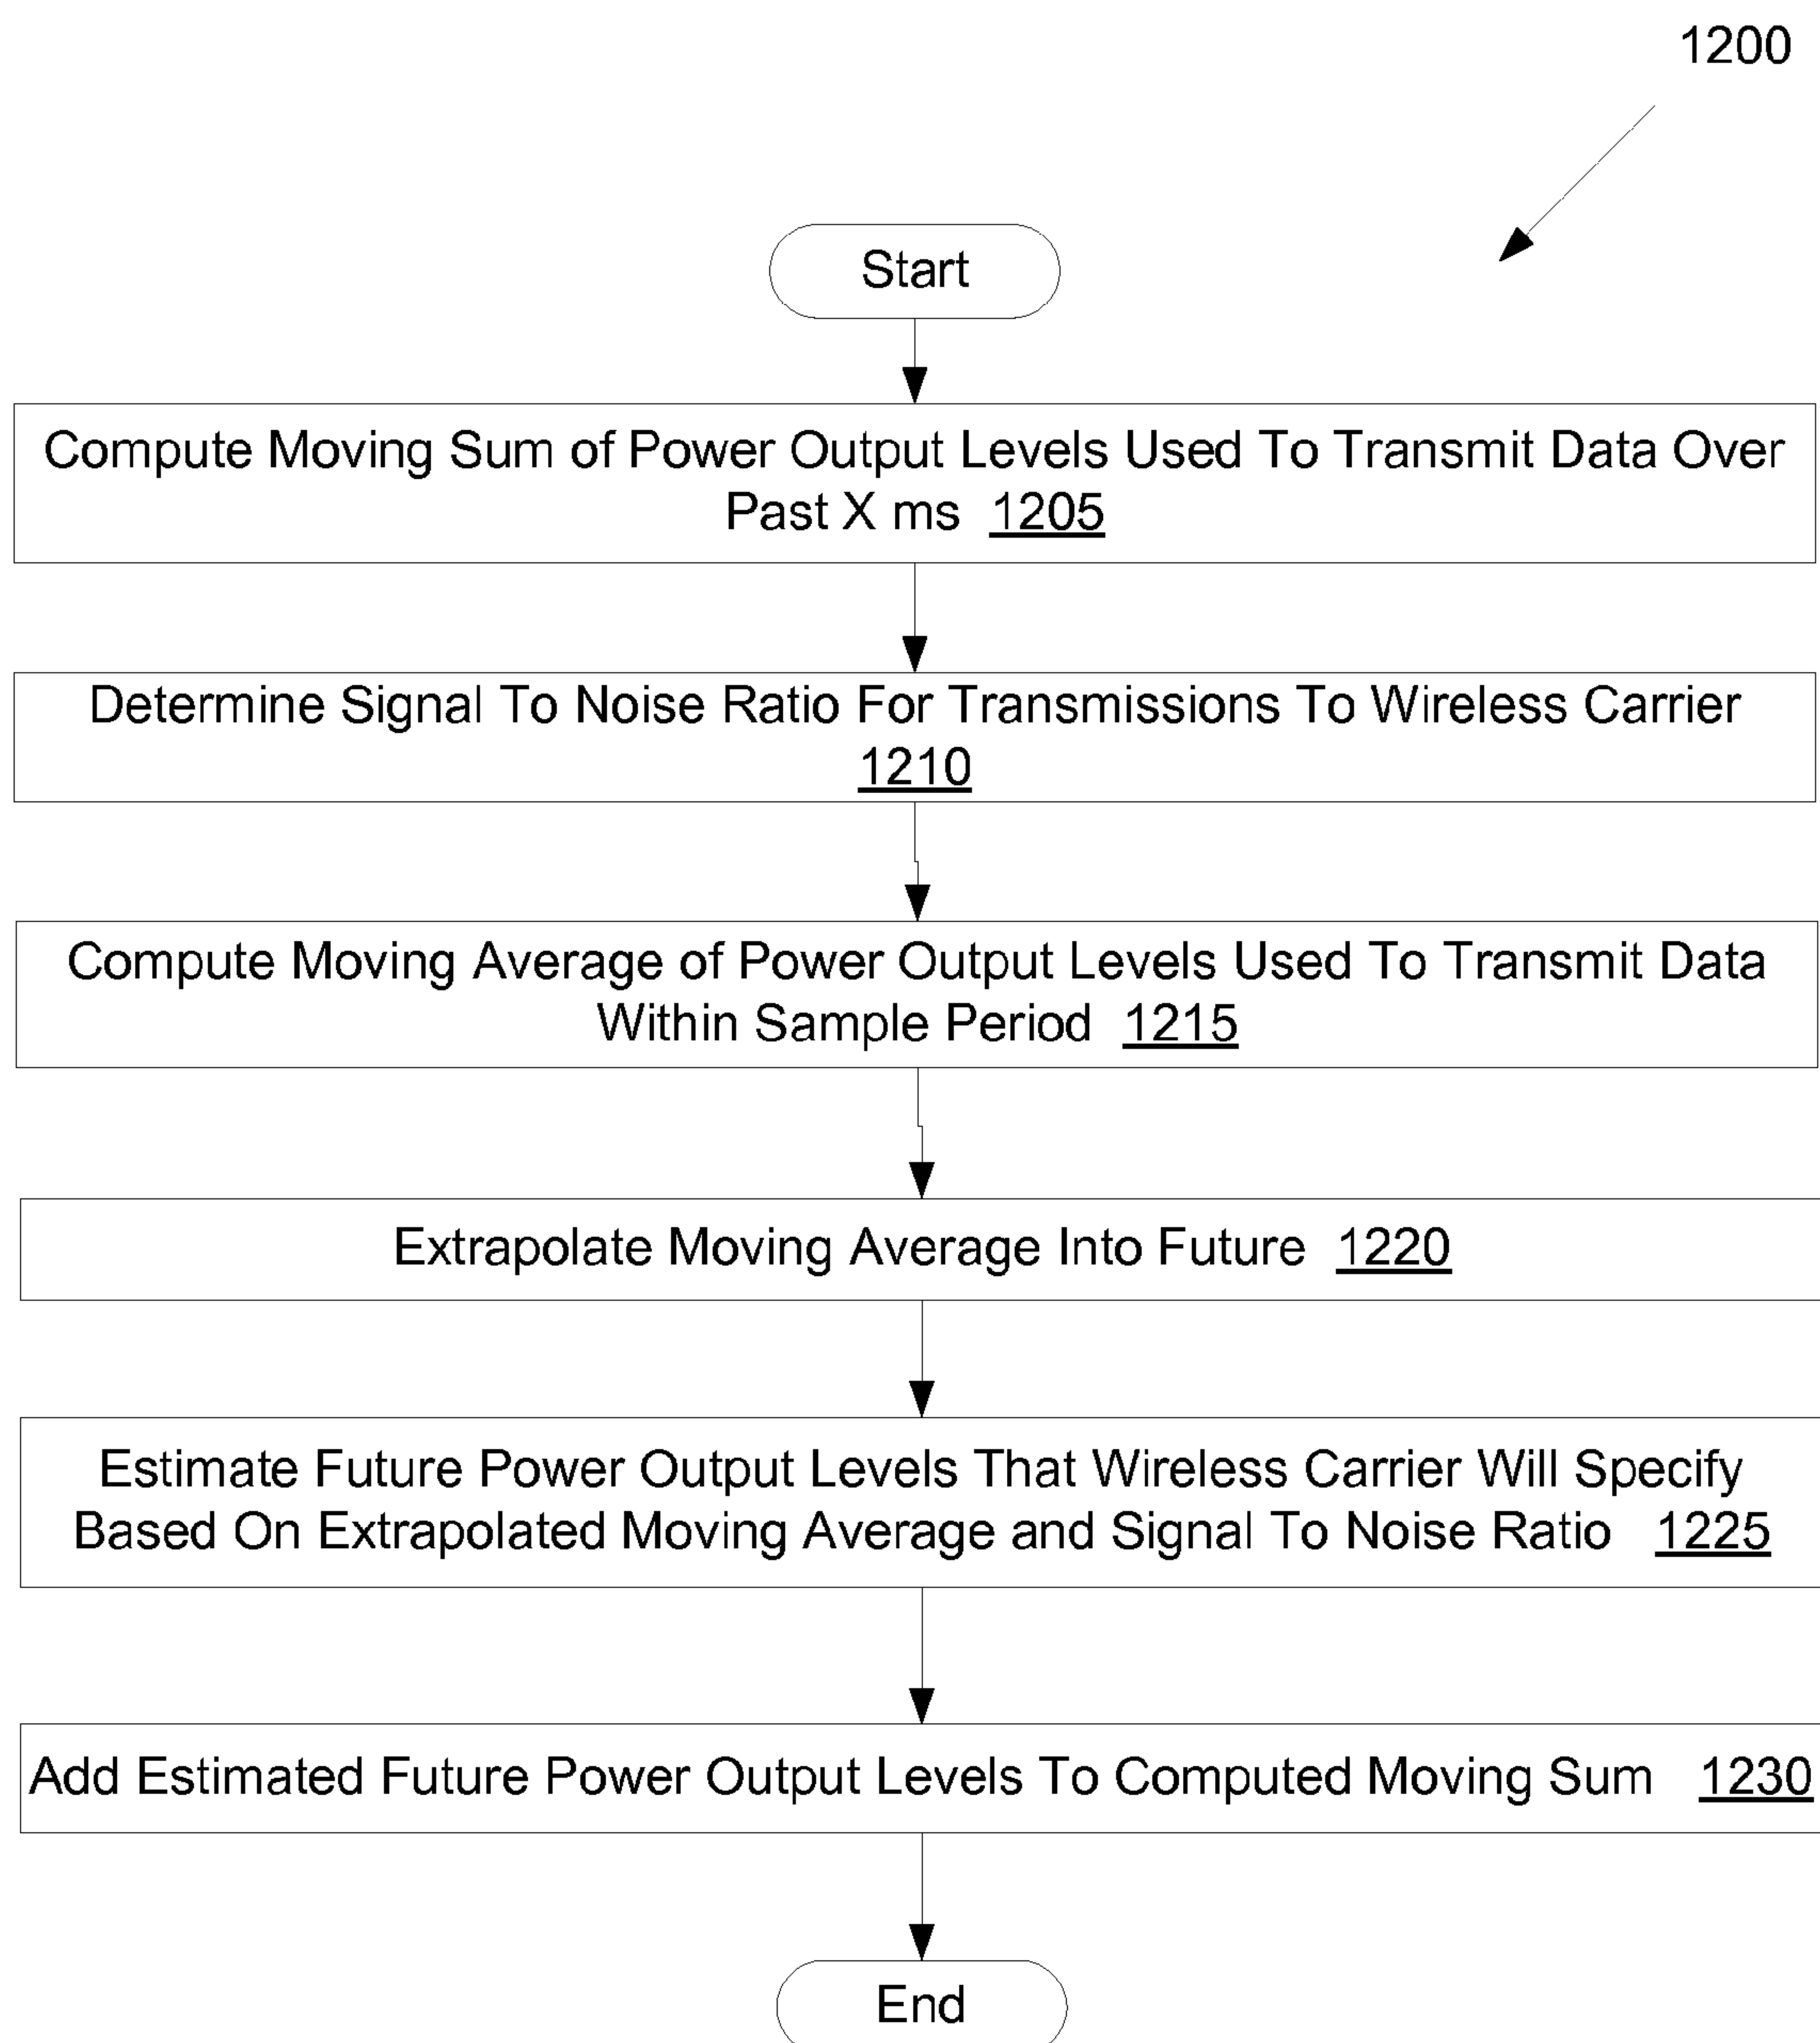 1200
Start
Compute Moving Sum of Power Output Levels Used To Transmit Data Over
Past X ms 1205
Determine Signal To Noise Ratio For Transmissions To Wireless Carrier
1210
Compute Moving Average of Power Output Levels Used To Transmit Data
Within Sample Period 1215
Extrapolate Moving Average Into Future 1220
Estimate Future Power Output Levels That Wireless Carrier Will Specify
Based On Extrapolated Moving Average and Signal To Noise Ratio 1225
Add Estimated Future Power Output Levels To Computed Moving Sum 1230
End